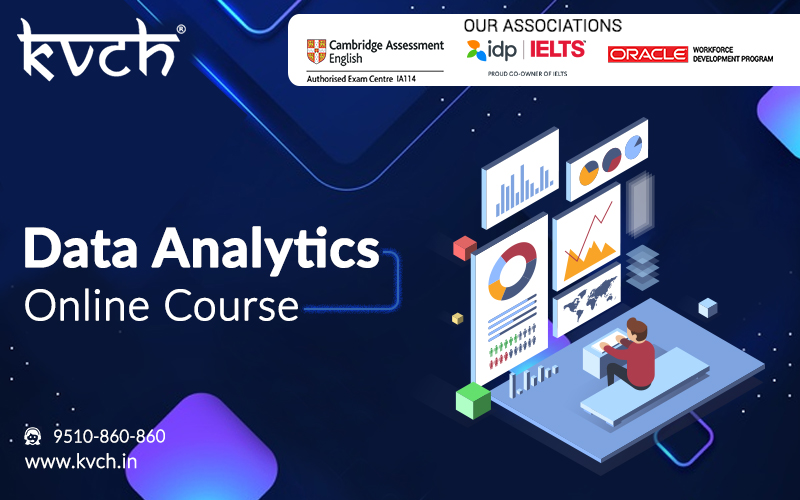 kvch®
OUR ASSOCIATIONS
Cambridge Assessment
English
Authorised Exam Centre IA114
idp | IELTS
PROUD CO-OWNER OF IELTS
ORACLE WORKFORCE
DEVELOPMENT PROGRAM
Data Analytics
Online Course
9510-860-860
www.kvch.in